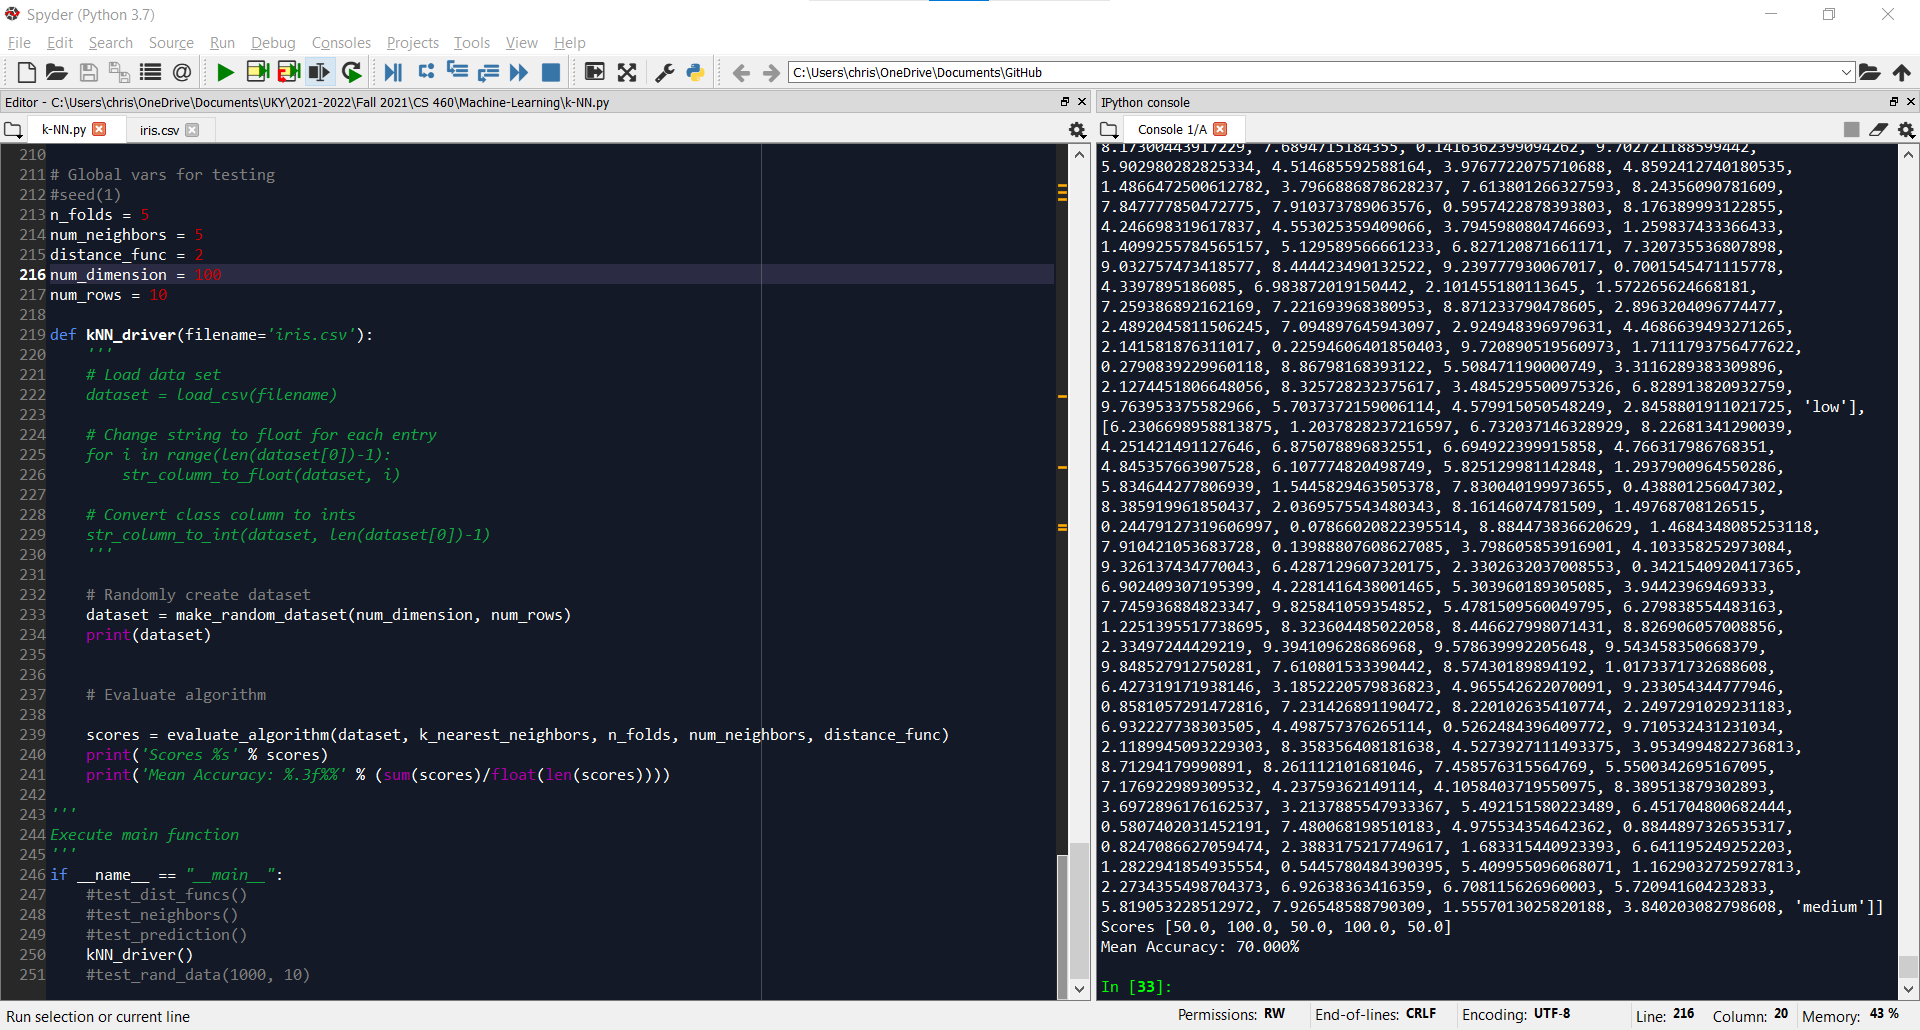 Spyder (Python 3.7)
File Edit Search Source Run Debug Consoles Projects Tools View Help
C:\Users\chris\OneDrive\Documents\GitHub
Editor - C:\Users\chris\OneDrive\Documents\UKY\2021-2022\Fall 2021\CS 460\Machine-Learning\k-NN.py
k-NN.py iris.csv
210
211 # Global vars for testing
212 #seed(1)
213 n_folds = 5
214 num_neighbors = 5
215 distance_func = 2
216 num_dimension = 100
217 num_rows = 10
218
219 def kNN_driver(filename='iris.csv'):
220     '''
221     # Load data set
222     dataset = load_csv(filename)
223
224     # Change string to float for each entry
225     for i in range(len(dataset[0])-1):
226         str_column_to_float(dataset, i)
227
228     # Convert class column to ints
229     str_column_to_int(dataset, len(dataset[0])-1)
230     '''
231
232     # Randomly create dataset
233     dataset = make_random_dataset(num_dimension, num_rows)
234     print(dataset)
235
236
237     # Evaluate algorithm
238
239     scores = evaluate_algorithm(dataset, k_nearest_neighbors, n_folds, num_neighbors, distance_func)
240     print('Scores %s' % scores)
241     print('Mean Accuracy: %.3f%%' % (sum(scores)/float(len(scores))))
242
243 '''
244 Execute main function
245 '''
246 if __name__ == "__main__":
247     #test_dist_funcs()
248     #test_neighbors()
249     #test_prediction()
250     kNN_driver()
251     #test_rand_data(1000, 10)
IPython console
Console 1/A
8.17300443917229, 7.6894715184355, 0.1416362399094262, 9.702721188599442,
5.902980282825334, 4.514685592588164, 3.9767722075710688, 4.8592412740180535,
1.4866472500612782, 3.7966886878628237, 7.613801266327593, 8.24356090781609,
7.847777850472775, 7.910373789063576, 0.5957422878393803, 8.176389993122855,
4.246698319617837, 4.553025359409066, 3.7945980804746693, 1.259837433366433,
1.4099255784565157, 5.129589566661233, 6.827120871661171, 7.320735536807898,
9.032757473418577, 8.444423490132522, 9.239777930067017, 0.7001545471115778,
4.3397895186085, 6.983872019150442, 2.101455180113645, 1.572265624668181,
7.259386892162169, 7.221693968380953, 8.871233790478605, 2.8963204096774477,
2.4892045811506245, 7.094897645943097, 2.924948396979631, 4.4686639493271265,
2.141581876311017, 0.22594606401850403, 9.720890519560973, 1.7111793756477622,
0.2790839229960118, 8.86798168393122, 5.508471190000749, 3.3116289383309896,
2.1274451806648056, 8.325728232375617, 3.4845295500975326, 6.828913820932759,
9.763953375582966, 5.7037372159006114, 4.579915050548249, 2.8458801911021725, 'low'],
[6.2306698958813875, 1.2037828237216597, 6.732037146328929, 8.22681341290039,
4.251421491127646, 6.875078896832551, 6.694922399915858, 4.766317986768351,
4.845357663907528, 6.107774820498749, 5.825129981142848, 1.2937900964550286,
5.834644277806939, 1.5445829463505378, 7.830040199973655, 0.438801256047302,
8.385919961850437, 2.0369575543480343, 8.16146074781509, 1.49768708126515,
0.24479127319606997, 0.07866020822395514, 8.884473836620629, 1.4684348085253118,
7.910421053683728, 0.13988807608627085, 3.798605853916901, 4.103358252973084,
9.326137434770043, 6.4287129607320175, 2.3302632037008553, 0.3421540920417365,
6.902409307195399, 4.2281416438001465, 5.303960189305085, 3.94423969469333,
7.745936884823347, 9.825841059354852, 5.4781509560049795, 6.279838554483163,
1.2251395517738695, 8.323604485022058, 8.446627998071431, 8.826906057008856,
2.33497244429219, 9.394109628686968, 9.578639992205648, 9.543458350668379,
9.848527912750281, 7.610801533390442, 8.57430189894192, 1.0173371732688608,
6.427319171938146, 3.1852220579836823, 4.965542622070091, 9.233054344777946,
0.8581057291472816, 7.231426891190472, 8.220102635410774, 2.2497291029231183,
6.932227738303505, 4.498757376265114, 0.5262484396409772, 9.710532431231034,
2.1189945093229303, 8.358356408181638, 4.5273927111493375, 3.9534994822736813,
8.71294179990891, 8.261112101681046, 7.458576315564769, 5.5500342695167095,
7.176922989309532, 4.23759362149114, 4.1058403719550975, 8.389513879302893,
3.6972896176162537, 3.2137885547933367, 5.492151580223489, 6.451704800682444,
0.5807402031452191, 7.480068198510183, 4.975534354642362, 0.8844897326535317,
0.8247086627059474, 2.3883175217749617, 1.683315440923393, 6.641195249252203,
1.2822941854935554, 0.5445780484390395, 5.409955096068071, 1.1629032725927813,
2.2734355498704373, 6.92638363416359, 6.708115626960003, 5.720941604232833,
5.819053228512972, 7.926548588790309, 1.5557013025820188, 3.840203082798608, 'medium']]
Scores [50.0, 100.0, 50.0, 100.0, 50.0]
Mean Accuracy: 70.000%
In [33]:
Run selection or current line
Permissions: RW End-of-lines: CRLF Encoding: UTF-8 Line: 216 Column: 20 Memory: 43 %